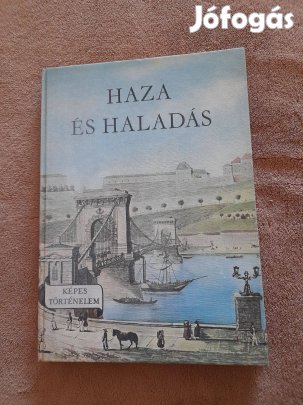 Jófogás
HAZA
ÉS HALADÁS
KÉPES
TÖRTÉNELEM